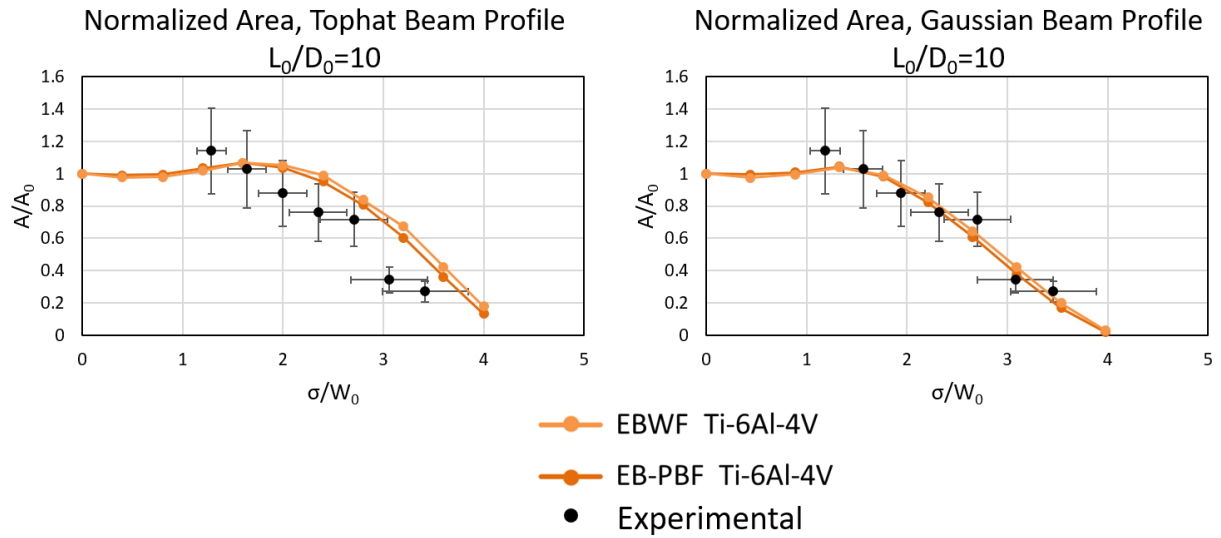 Normalized Area, Tophat Beam Profile
L₀/D₀=10
1.6
1.4
1.2
1
0.8
0.6
0.4
0.2
0
A/A₀
0 1 2 3 4 5
σ/W₀
Normalized Area, Gaussian Beam Profile
L₀/D₀=10
1.6
1.4
1.2
1
0.8
0.6
0.4
0.2
0
A/A₀
0 1 2 3 4 5
σ/W₀
EBWF Ti-6Al-4V
EB-PBF Ti-6Al-4V
Experimental